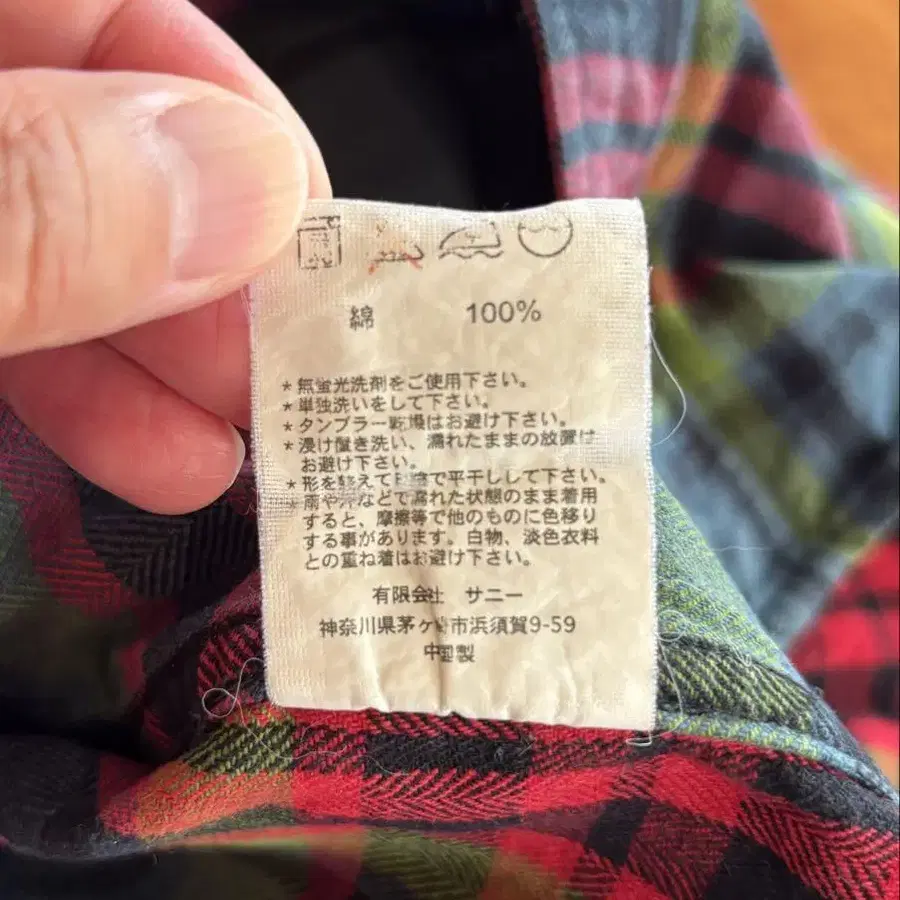 綿 100%
*無蛍光洗剤をご使用下さい。
*単独洗いをして下さい。
*タンブラー乾燥はお避け下さい。
*浸け置き洗い、濡れたままの放置は
お避け下さい。
*形を整えて日陰で平干しして下さい。
*雨や汗などで濡れた状態のまま着用
すると、摩擦等で他のものに色移り
する事があります。白物、淡色衣料
との重ね着はお避け下さい。
有限会社 サニー
神奈川県茅ヶ崎市浜須賀9-59
中国製